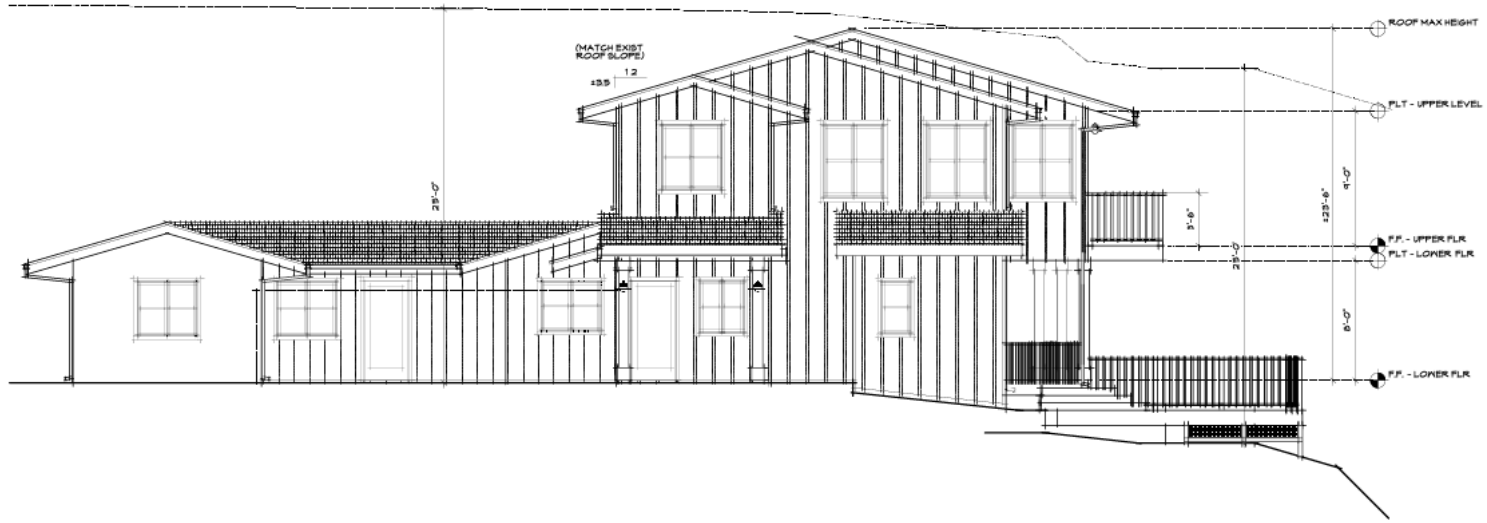 ROOF MAX HEIGHT
(MATCH EXIST
ROOF SLOPE)
12
±3.5
PLT - UPPER LEVEL
25'-0"
9'-0"
±23'-6"
3'-6"
F.F. - UPPER FLR
25'-0
PLT - LOWER FLR
8'-0"
F.F. - LOWER FLR